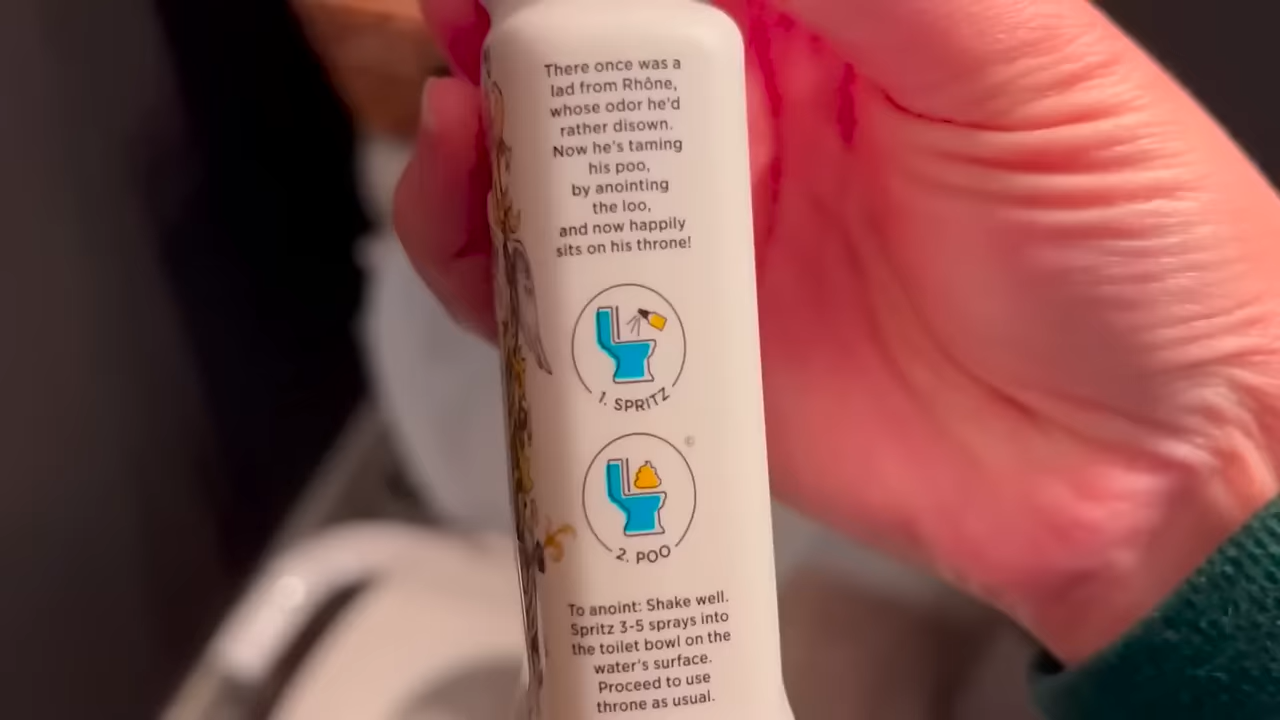 There once was a
lad from Rhône,
whose odor he'd
rather disown.
Now he's taming
his poo,
by anointing
the loo,
and now happily
sits on his throne!
1. SPRITZ
©
2. POO
To anoint: Shake well.
Spritz 3-5 sprays into
the toilet bowl on the
water's surface.
Proceed to use
throne as usual.